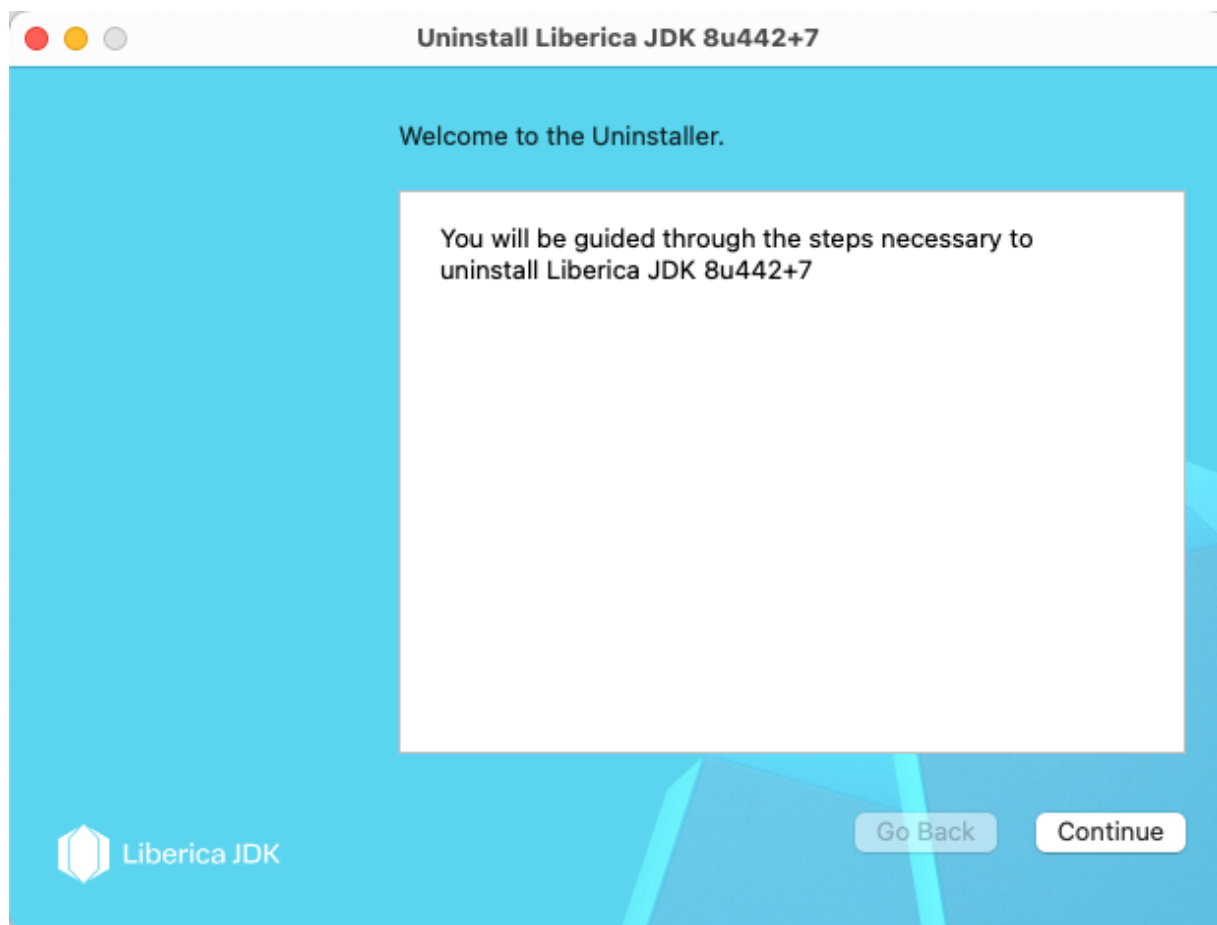 Uninstall Liberica JDK 8u442+7
Welcome to the Uninstaller.
You will be guided through the steps necessary to
uninstall Liberica JDK 8u442+7
Go Back
Continue
Liberica JDK